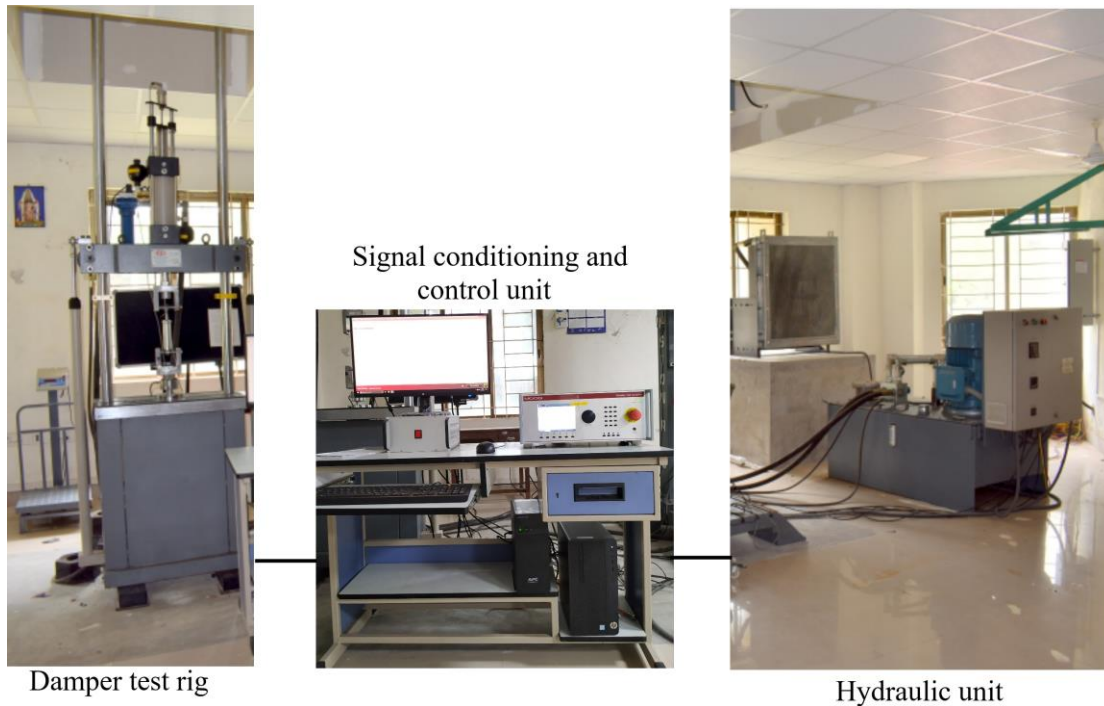 Signal conditioning and
control unit
Damper test rig
Hydraulic unit